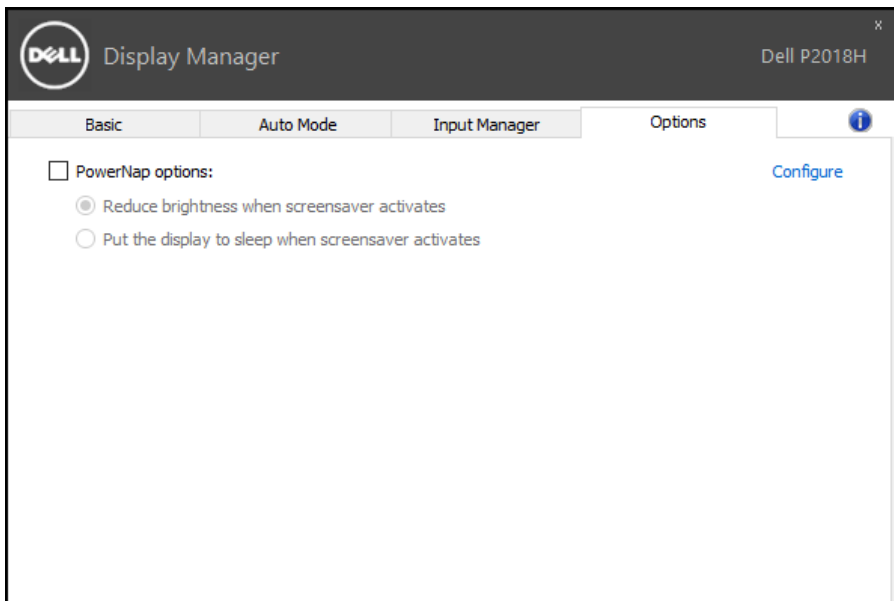 x
DELL Display Manager Dell P2018H
Basic Auto Mode Input Manager Options i
PowerNap options: Configure
Reduce brightness when screensaver activates
Put the display to sleep when screensaver activates